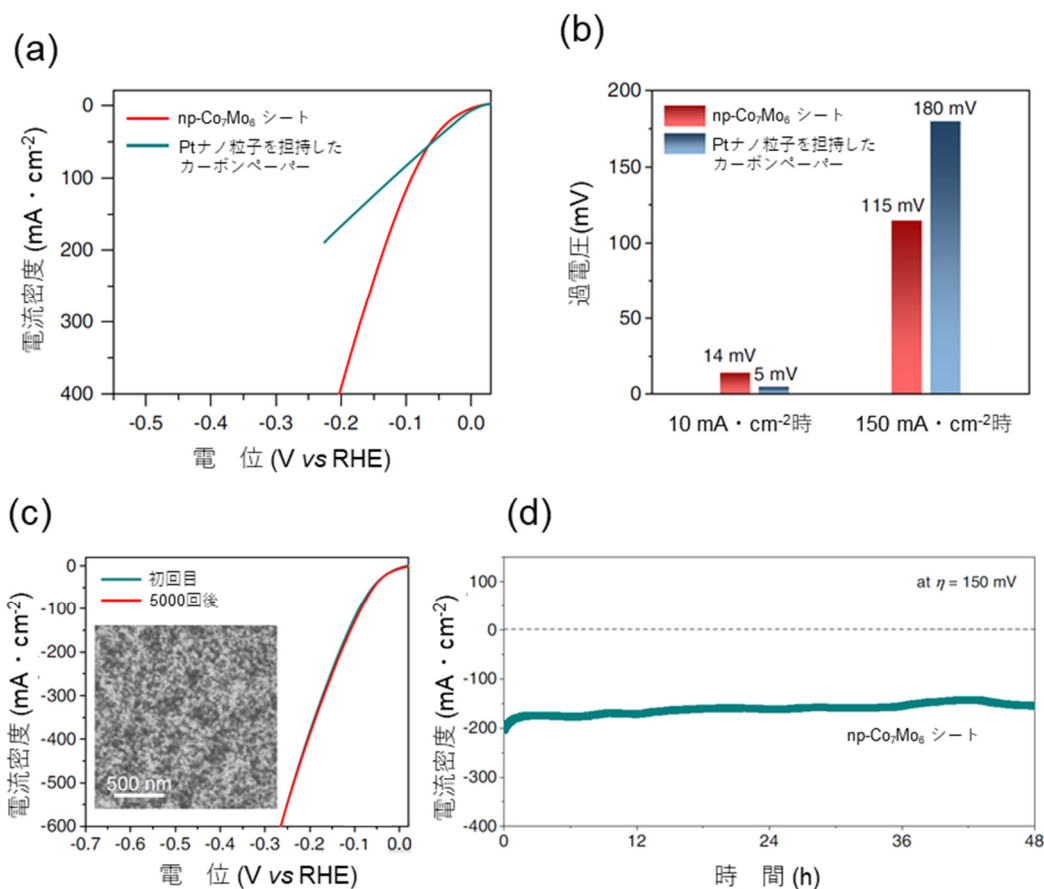 (a)
np-Co₇Mo₆ シート
Ptナノ粒子を担持した
カーボンペーパー
0
100
200
300
400
電流密度 (mA・cm⁻²)
-0.5
-0.4
-0.3
-0.2
-0.1
0.0
電 位 (V vs RHE)
(b)
np-Co₇Mo₆ シート
Ptナノ粒子を担持した
カーボンペーパー
200
150
100
50
0
過電圧(mV)
14 mV
5 mV
115 mV
180 mV
10 mA・cm⁻²時
150 mA・cm⁻²時
(c)
初回目
5000回後
0
-100
-200
-300
-400
-500
-600
電流密度 (mA・cm⁻²)
500 nm
-0.7
-0.6
-0.5
-0.4
-0.3
-0.2
-0.1
0.0
電 位 (V vs RHE)
(d)
at η = 150 mV
100
0
-100
-200
-300
-400
電流密度 (mA・cm⁻²)
np-Co₇Mo₆ シート
0
12
24
36
48
時 間 (h)